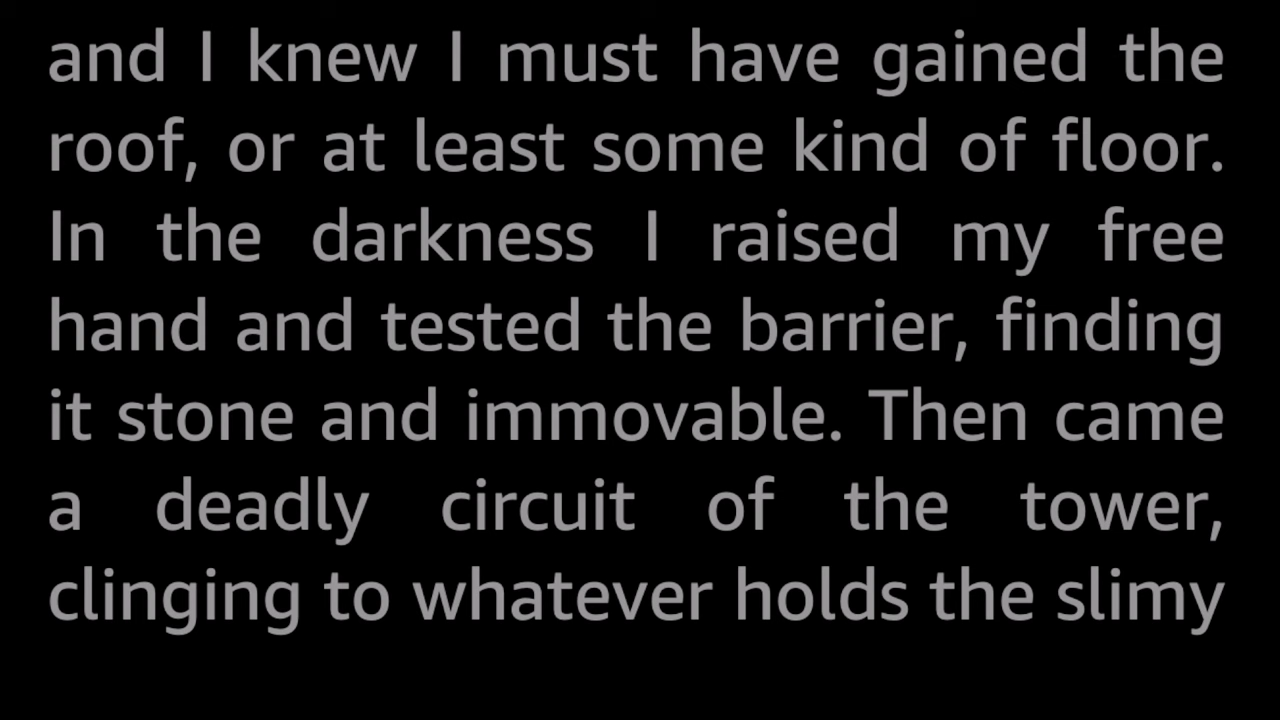 and I knew I must have gained the
roof, or at least some kind of floor.
In the darkness I raised my free
hand and tested the barrier, finding
it stone and immovable. Then came
a deadly circuit of the tower,
clinging to whatever holds the slimy